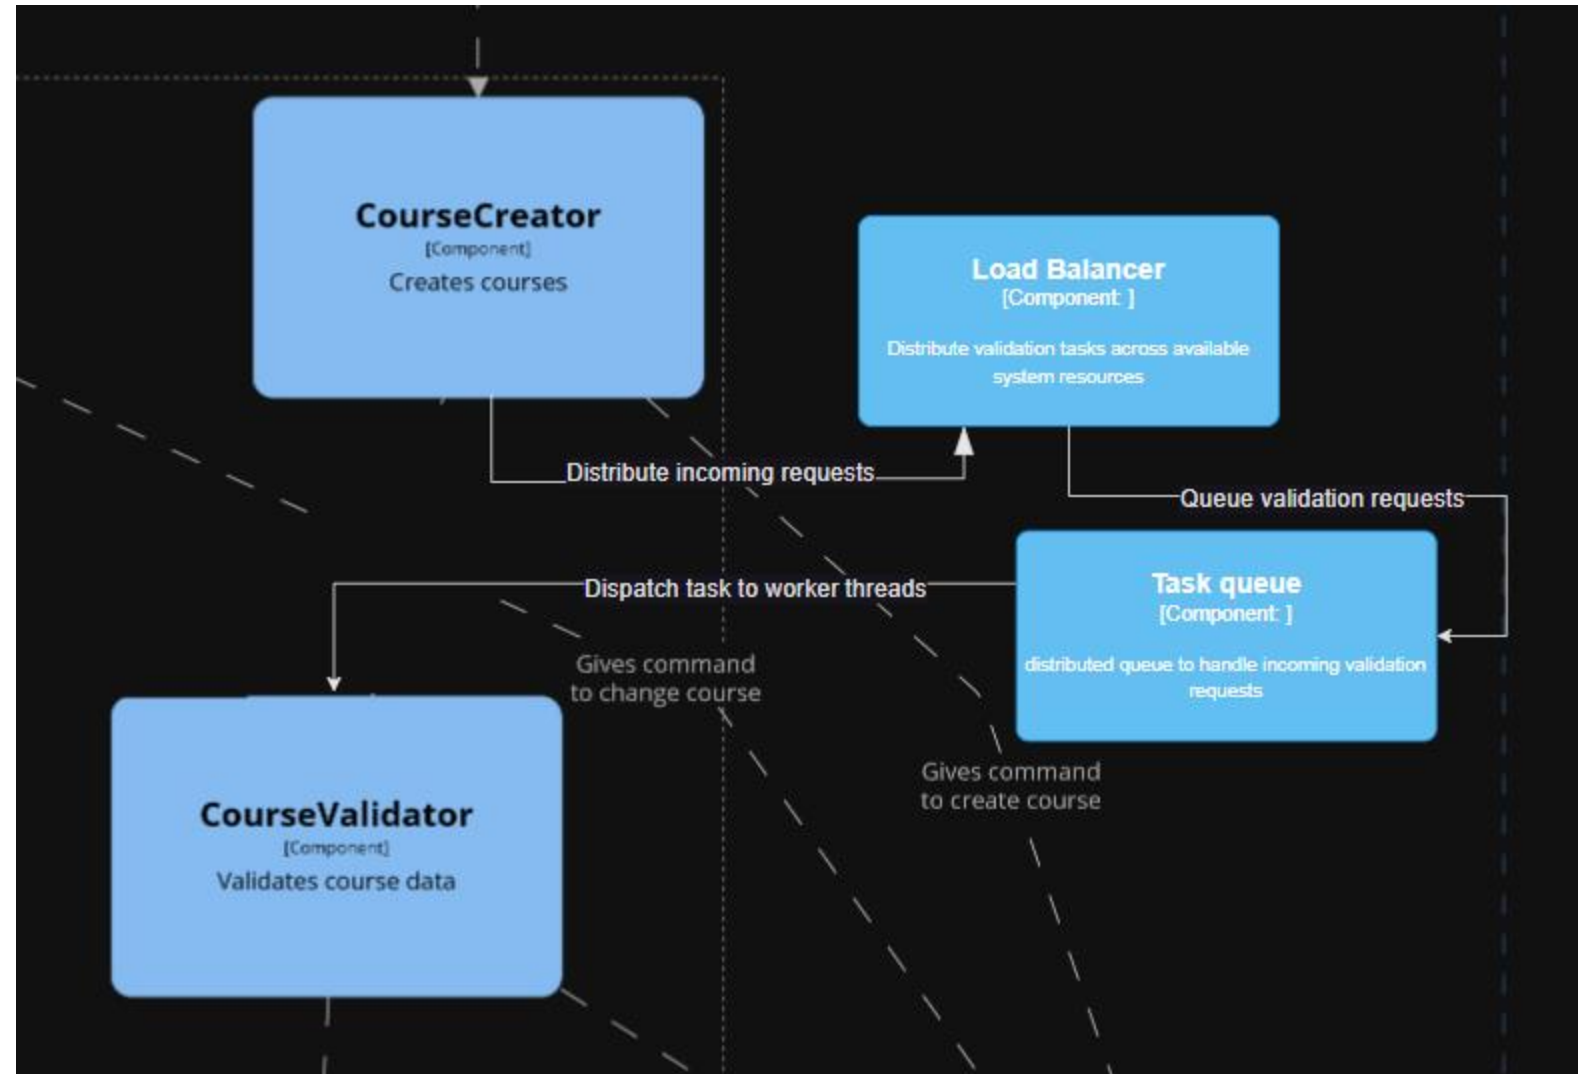 CourseCreator
[Component]
Creates courses
Load Balancer
[Component: ]
Distribute validation tasks across available
system resources
Distribute incoming requests
Queue validation requests
Task queue
[Component: ]
distributed queue to handle incoming validation
requests
Dispatch task to worker threads
Gives command
to change course
Gives command
to create course
CourseValidator
[Component]
Validates course data